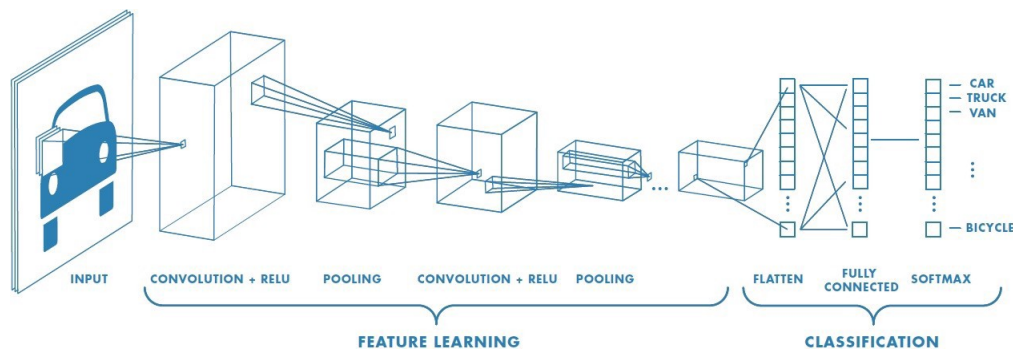 CAR
TRUCK
VAN
BICYCLE
INPUT
CONVOLUTION + RELU
POOLING
CONVOLUTION + RELU
POOLING
FLATTEN
FULLY
CONNECTED
SOFTMAX
FEATURE LEARNING
CLASSIFICATION